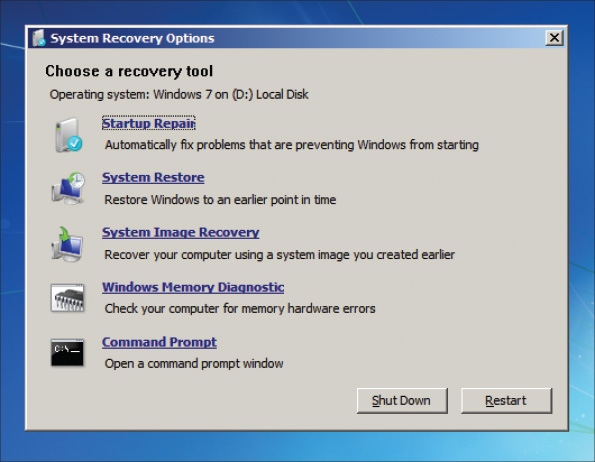 System Recovery Options
Choose a recovery tool
Operating system: Windows 7 on (D:) Local Disk
Startup Repair
Automatically fix problems that are preventing Windows from starting
System Restore
Restore Windows to an earlier point in time
System Image Recovery
Recover your computer using a system image you created earlier
Windows Memory Diagnostic
Check your computer for memory hardware errors
C:\_
Command Prompt
Open a command prompt window
Shut Down
Restart